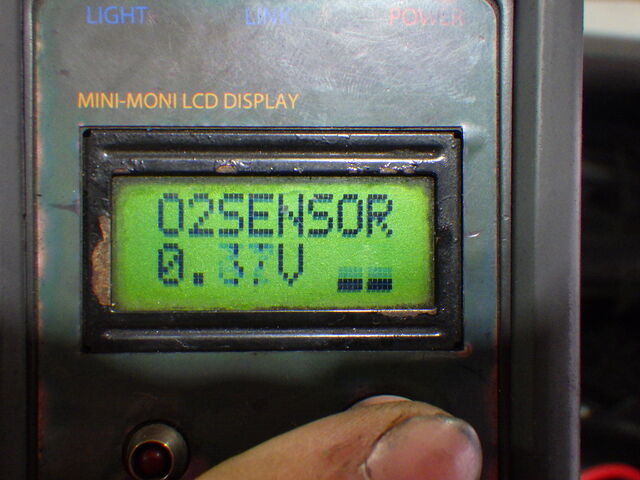 LIGHT LINK POWER
MINI-MONI LCD DISPLAY
O2SENSOR
0.37V